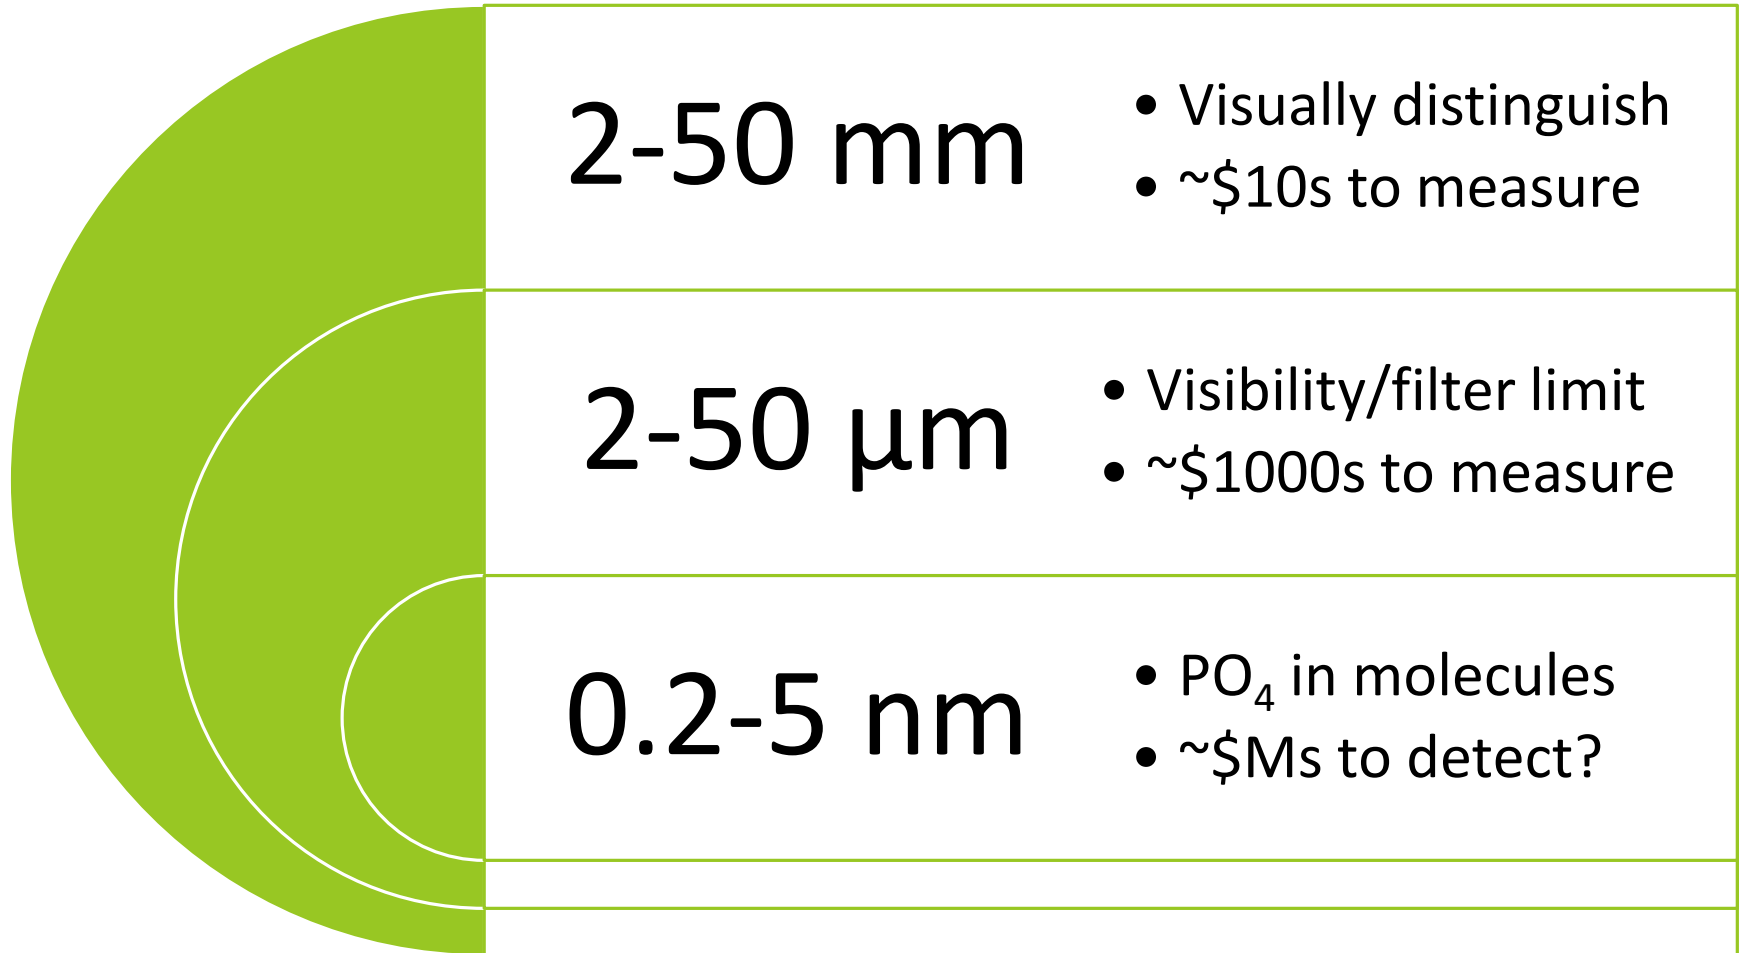 2-50 mm
• Visually distinguish
• ~$10s to measure
2-50 µm
• Visibility/filter limit
• ~$1000s to measure
0.2-5 nm
• PO₄ in molecules
• ~$Ms to detect?